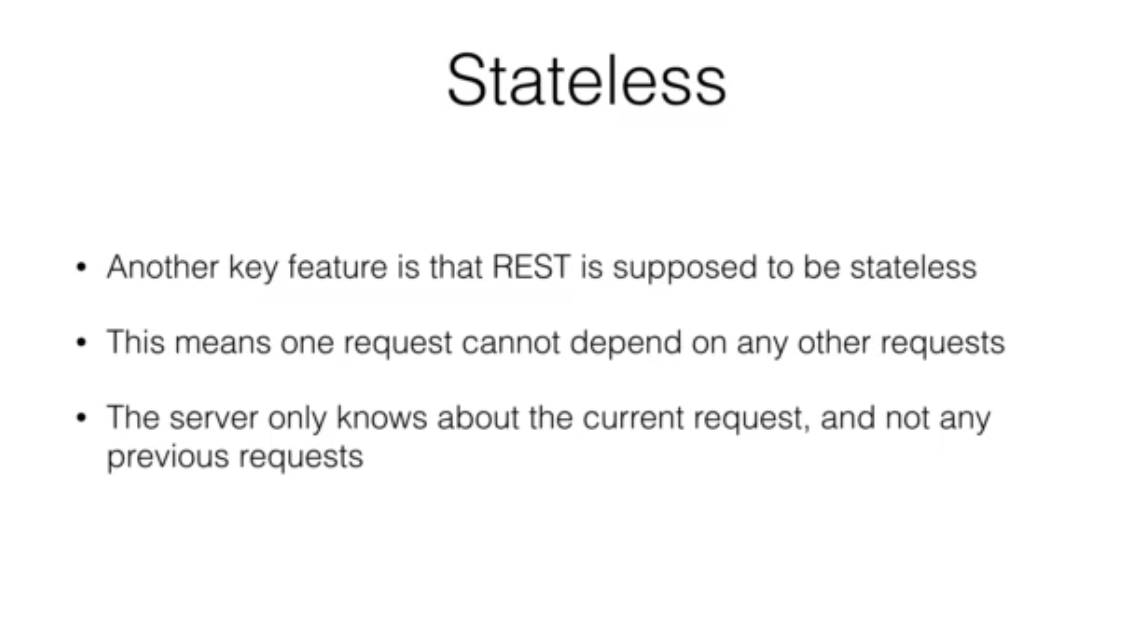 Stateless
• Another key feature is that REST is supposed to be stateless
• This means one request cannot depend on any other requests
• The server only knows about the current request, and not any
previous requests